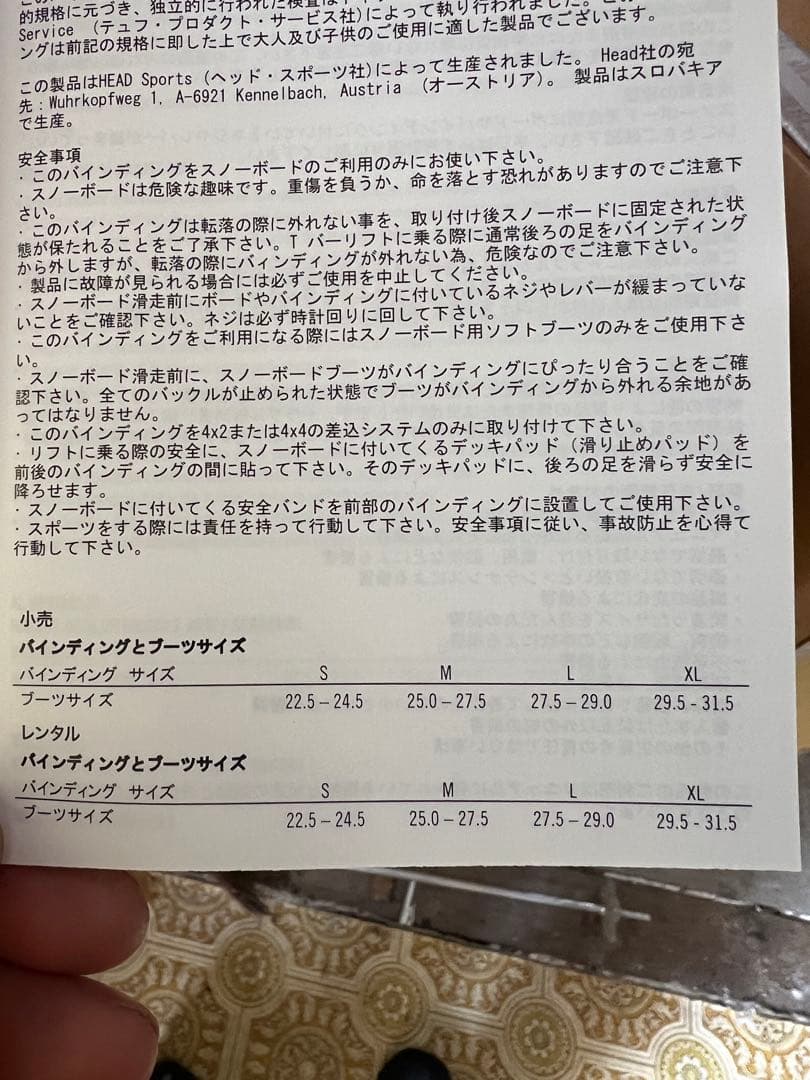 的規格に元づき、独立的に行われた検査は
Service (テュフ・プロダクト・サービス社)によって執り行われました。
ングは前記の規格に即した上で大人及び子供のご使用に適した製品でございます。
この製品はHEAD Sports (ヘッド・スポーツ社)によって生産されました。 Head社の宛
先：Wuhrkopfweg 1, A-6921 Kennelbach, Austria (オーストリア)。 製品はスロバキア
で生産。
安全事項
・このバインディングをスノーボードのご利用のみにお使い下さい。
・スノーボードは危険な趣味です。重傷を負うか、命を落とす恐れがありますのでご注意下
さい。
・このバインディングは転落の際に外れない事を、取り付け後スノーボードに固定された状
態が保たれることをご了承下さい。T バーリフトに乗る際に通常後ろの足をバインディング
から外しますが、転落の際にバィンディングが外れない為、危険なのでご注意下さい。
・製品に故障が見られる場合には必ずご使用を中止してください。
・スノーボード滑走前にボードやバインディングに付いているネジやレバーが緩まっていな
いことをご確認下さい。ネジは必ず時計回りに回して下さい。
・このバインディングをご利用になる際にはスノーボード用ソフトブーツのみをご使用下さ
い。
・スノーボード滑走前に、スノーボードブーツがバインディングにぴったり合うことをご確
認下さい。全てのバックルが止められた状態でブーツがバインディングから外れる余地があ
ってはなりません。
・このバインディングを4x2または4x4の差込システムのみに取り付けて下さい。
・リフトに乗る際の安全に、スノーボードに付いてくるデッキパッド（滑り止めパッド）を
前後のバインディングの間に貼って下さい。そのデッキパッドに、後ろの足を滑らず安全に
降ろせます。
・スノーボードに付いてくる安全バンドを前部のバインディングに設置してご使用下さい。
・スポーツをする際には責任を持って行動して下さい。安全事項に従い、事故防止を心得て
行動して下さい。
小売
バインディングとブーツサイズ
バインディング サイズ S M L XL
ブーツサイズ 22.5 – 24.5 25.0 – 27.5 27.5 – 29.0 29.5 - 31.5
レンタル
バインディングとブーツサイズ
バインディング サイズ S M L XL
ブーツサイズ 22.5 – 24.5 25.0 – 27.5 27.5 – 29.0 29.5 - 31.5